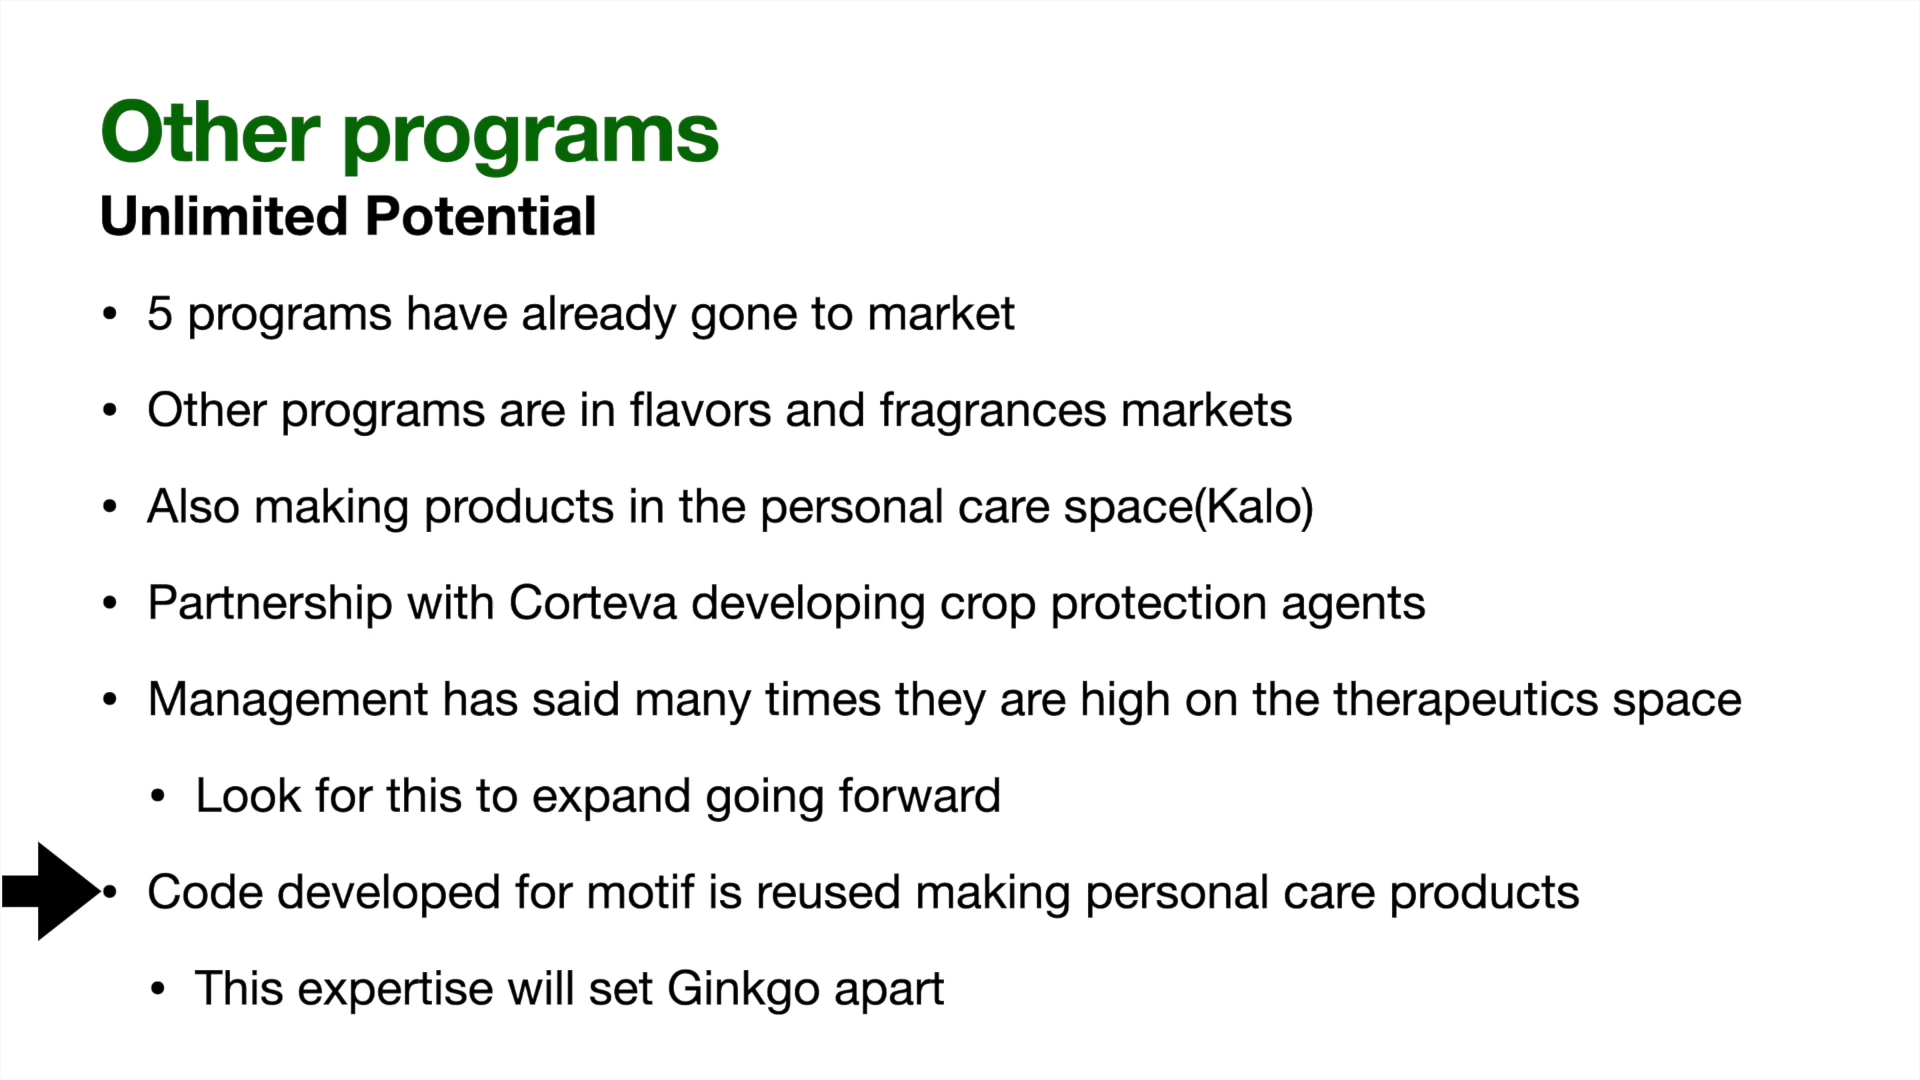 Other programs
Unlimited Potential
• 5 programs have already gone to market
• Other programs are in flavors and fragrances markets
• Also making products in the personal care space(Kalo)
• Partnership with Corteva developing crop protection agents
• Management has said many times they are high on the therapeutics space
• Look for this to expand going forward
• Code developed for motif is reused making personal care products
• This expertise will set Ginkgo apart